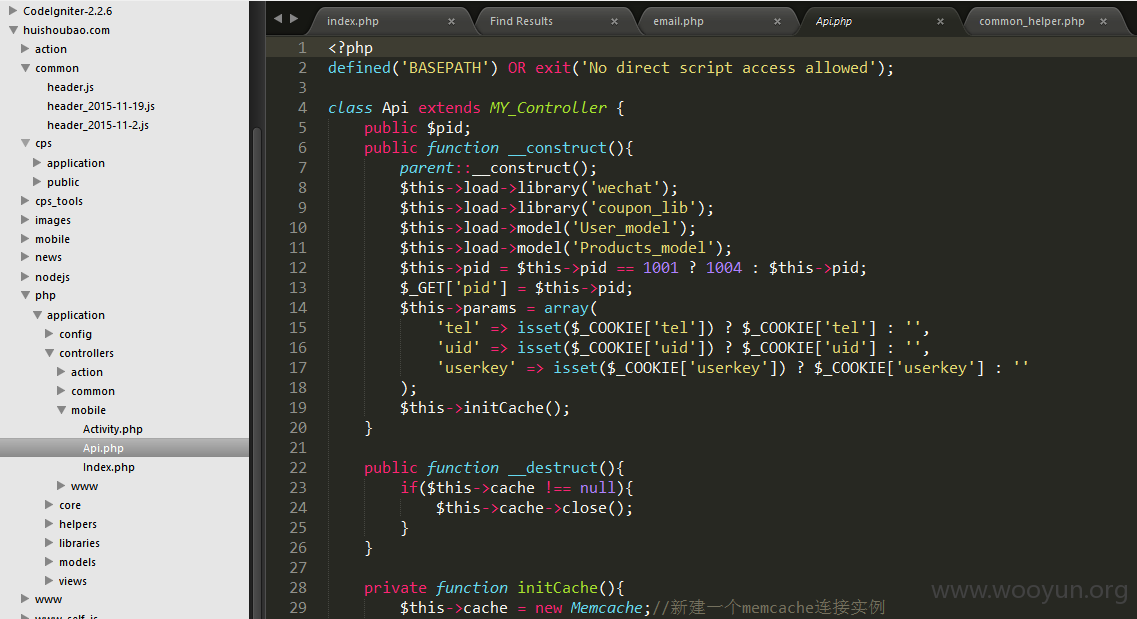 CodeIgniter-2.2.6
huishoubao.com
action
common
header.js
header_2015-11-19.js
header_2015-11-2.js
cps
application
public
cps_tools
images
mobile
news
nodejs
php
application
config
controllers
action
common
mobile
Activity.php
Api.php
Index.php
www
core
helpers
libraries
models
views
www
www_self_js
index.php ×
Find Results ×
email.php ×
Api.php ×
common_helper.php ×
1 <?php
2 defined('BASEPATH') OR exit('No direct script access allowed');
3
4 class Api extends MY_Controller {
5 public $pid;
6 public function __construct(){
7 parent::__construct();
8 $this->load->library('wechat');
9 $this->load->library('coupon_lib');
10 $this->load->model('User_model');
11 $this->load->model('Products_model');
12 $this->pid = $this->pid == 1001 ? 1004 : $this->pid;
13 $_GET['pid'] = $this->pid;
14 $this->params = array(
15 'tel' => isset($_COOKIE['tel']) ? $_COOKIE['tel'] : '',
16 'uid' => isset($_COOKIE['uid']) ? $_COOKIE['uid'] : '',
17 'userkey' => isset($_COOKIE['userkey']) ? $_COOKIE['userkey'] : ''
18 );
19 $this->initCache();
20 }
21
22 public function __destruct(){
23 if($this->cache !== null){
24 $this->cache->close();
25 }
26 }
27
28 private function initCache(){
29 $this->cache = new Memcache;//新建一个memcache连接实例
www.wooyun.org